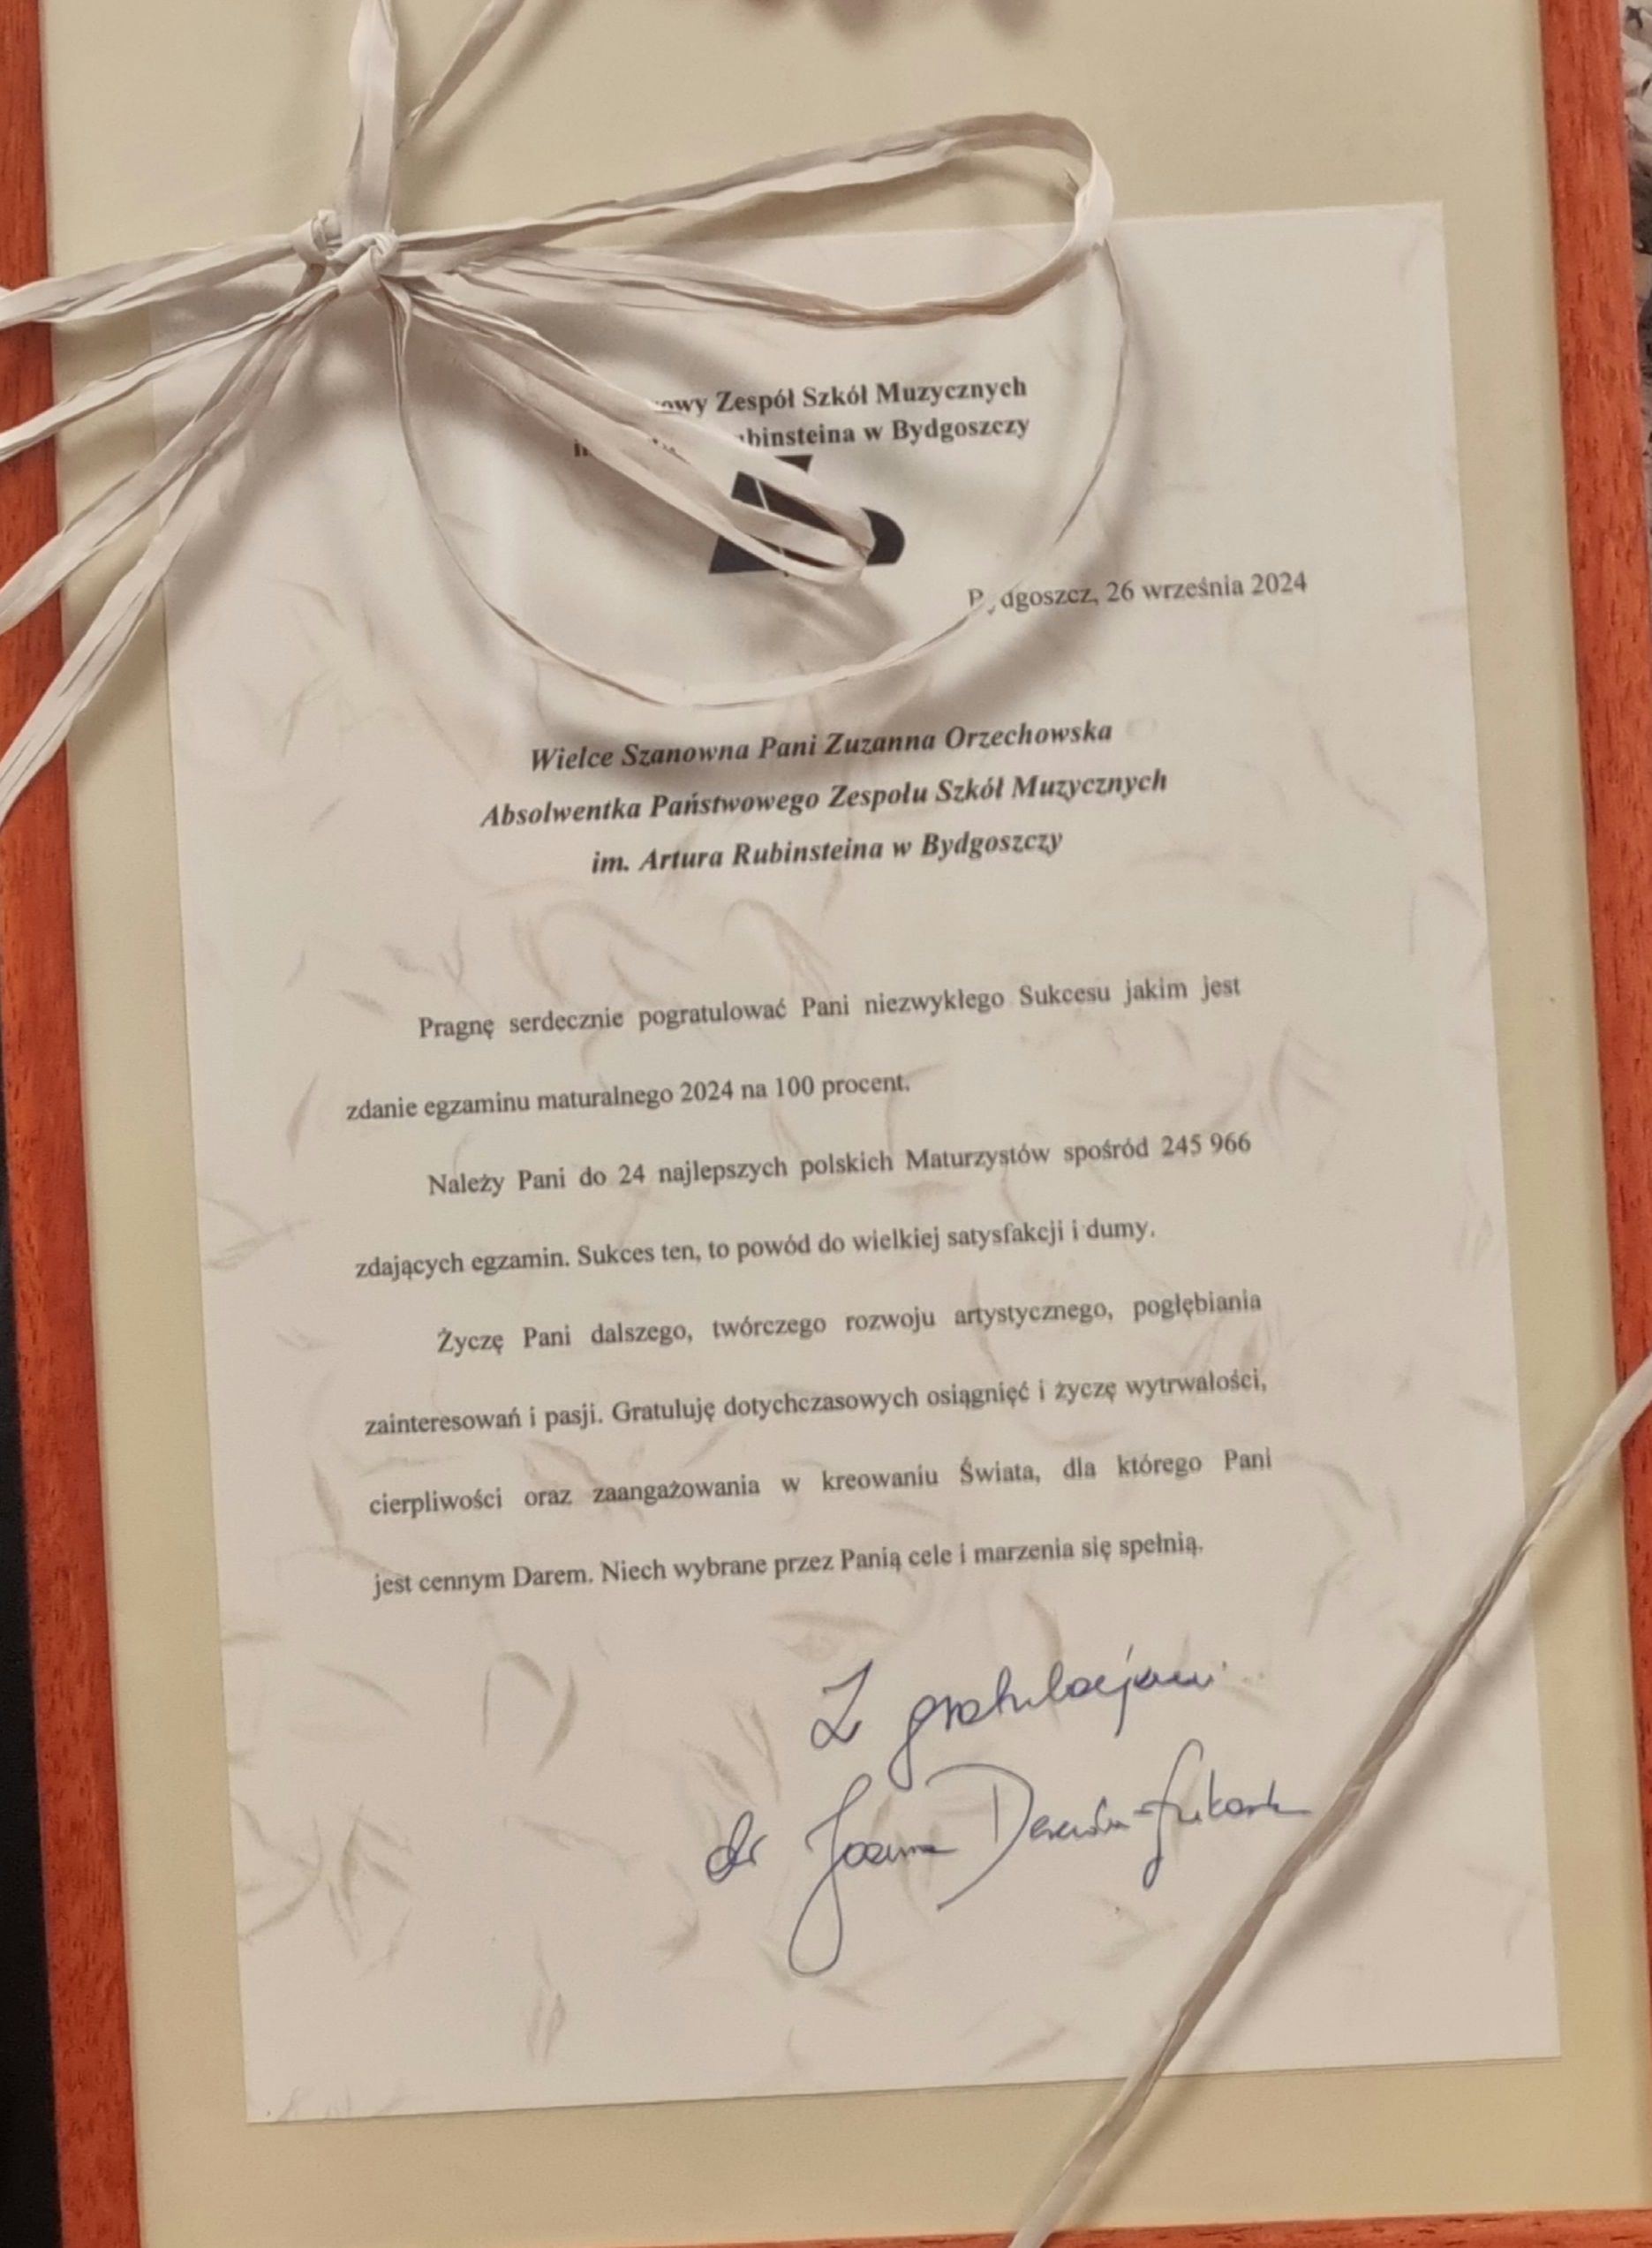 Zespół Szkół Muzycznych
w Bydgoszczy
26 września 2024
Wielce Szanowna Pani Zuzanna Orzechowska
Absolwentka Państwowego Zespołu Szkół Muzycznych
im. Artura Rubinsteina w Bydgoszczy
Pragnę serdecznie pogratulować Pani niezwykłego Sukcesu jakim jest
zdanie egzaminu maturalnego 2024 na 100 procent.
Należy Pani do 24 najlepszych polskich Maturzystów spośród 245 966
zdających egzamin. Sukces ten, to powód do wielkiej satysfakcji i dumy.
Życzę Pani dalszego, twórczego rozwoju artystycznego, pogłębiania
zainteresowań i pasji. Gratuluję dotychczasowych osiągnięć i życzę wytrwałości,
cierpliwości oraz zaangażowania w kreowaniu Świata, dla którego Pani
jest cennym Darem. Niech wybrane przez Panią cele i marzenia się spełnią.
Z gratulacjami
dr Joanna